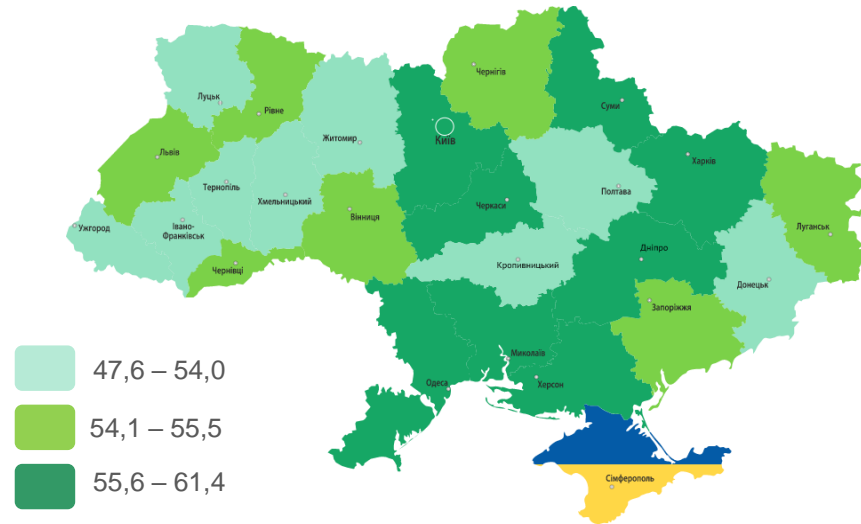 Чернігів
Луцьк
Суми
Рівне
Київ
Житомир
Львів
Харків
Тернопіль
Полтава
Хмельницький
Черкаси
Вінниця
Ужгород
Івано-
Франківськ
Луганськ
Дніпро
Чернівці
Кропивницький
Донецьк
Запоріжжя
Миколаїв
47,6 – 54,0
Одеса
Херсон
54,1 – 55,5
55,6 – 61,4
Сімферополь